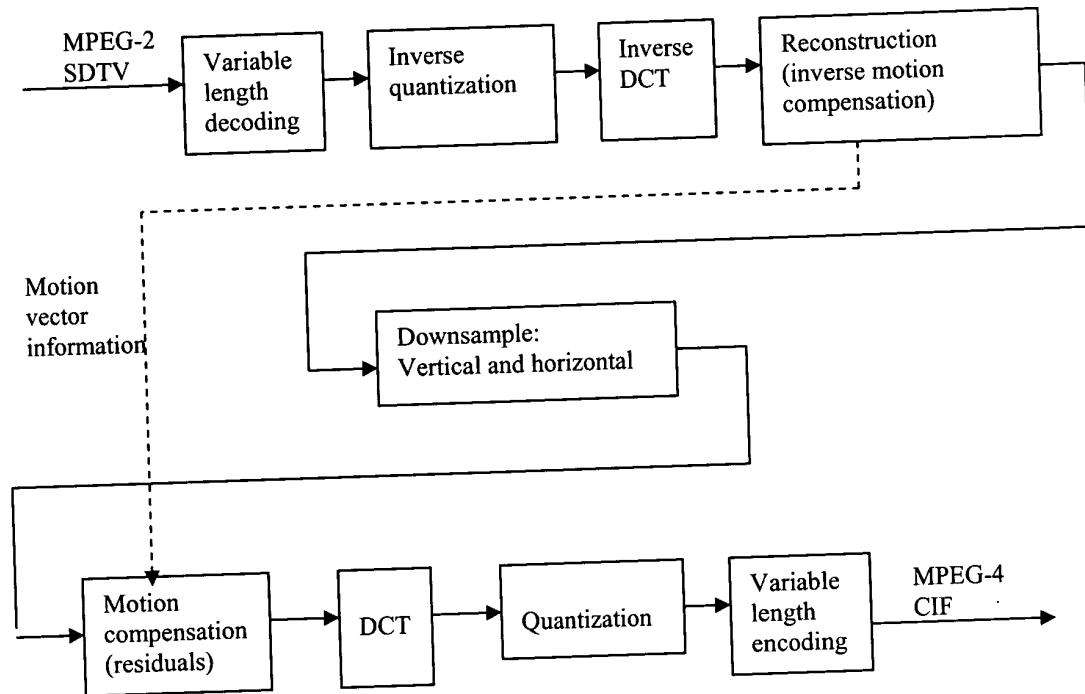 MPEG-2
SDTV
Variable
length
decoding
Inverse
quantization
Inverse
DCT
Reconstruction
(inverse motion
compensation)
Motion
vector
information
Downsample:
Vertical and horizontal
Motion
compensation
(residuals)
DCT
Quantization
Variable
length
encoding
MPEG-4
CIF